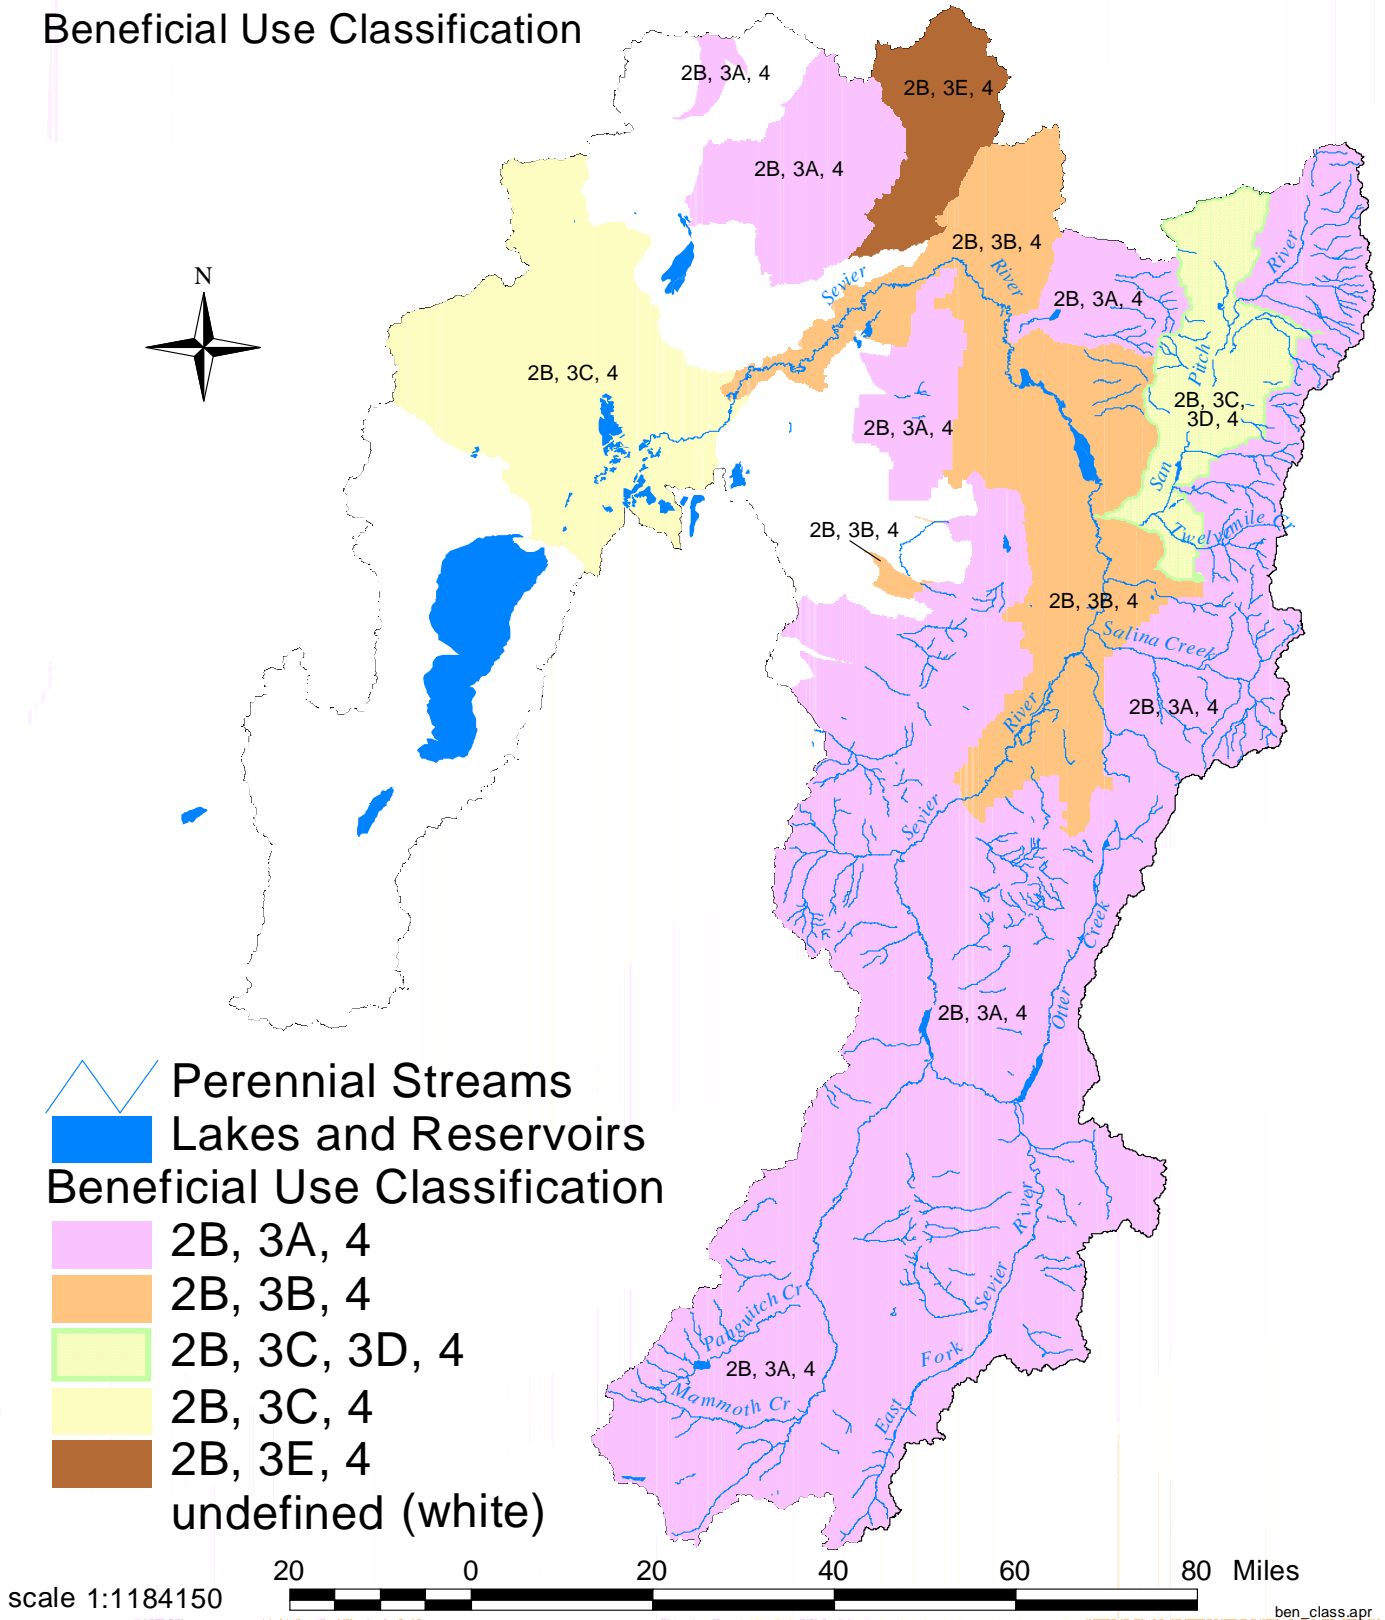 Beneficial Use Classification
2B, 3A, 4
2B, 3E, 4
2B, 3A, 4
2B, 3B, 4
River
N
Sevier
River
2B, 3A, 4
Pitch
2B, 3C, 4
2B, 3C,
3D, 4
2B, 3A, 4
San
2B, 3B, 4
Twelvemile Cr
2B, 3B, 4
Salina Creek
River
2B, 3A, 4
Sevier
Creek
Otter
2B, 3A, 4
Perennial Streams
Lakes and Reservoirs
Beneficial Use Classification
2B, 3A, 4
2B, 3B, 4
2B, 3C, 3D, 4
2B, 3C, 4
2B, 3E, 4
undefined (white)
River
Sevier
Panguitch Cr
Fork
2B, 3A, 4
Mammoth Cr
East
20 0 20 40 60 80 Miles
scale 1:1184150
ben_class.apr